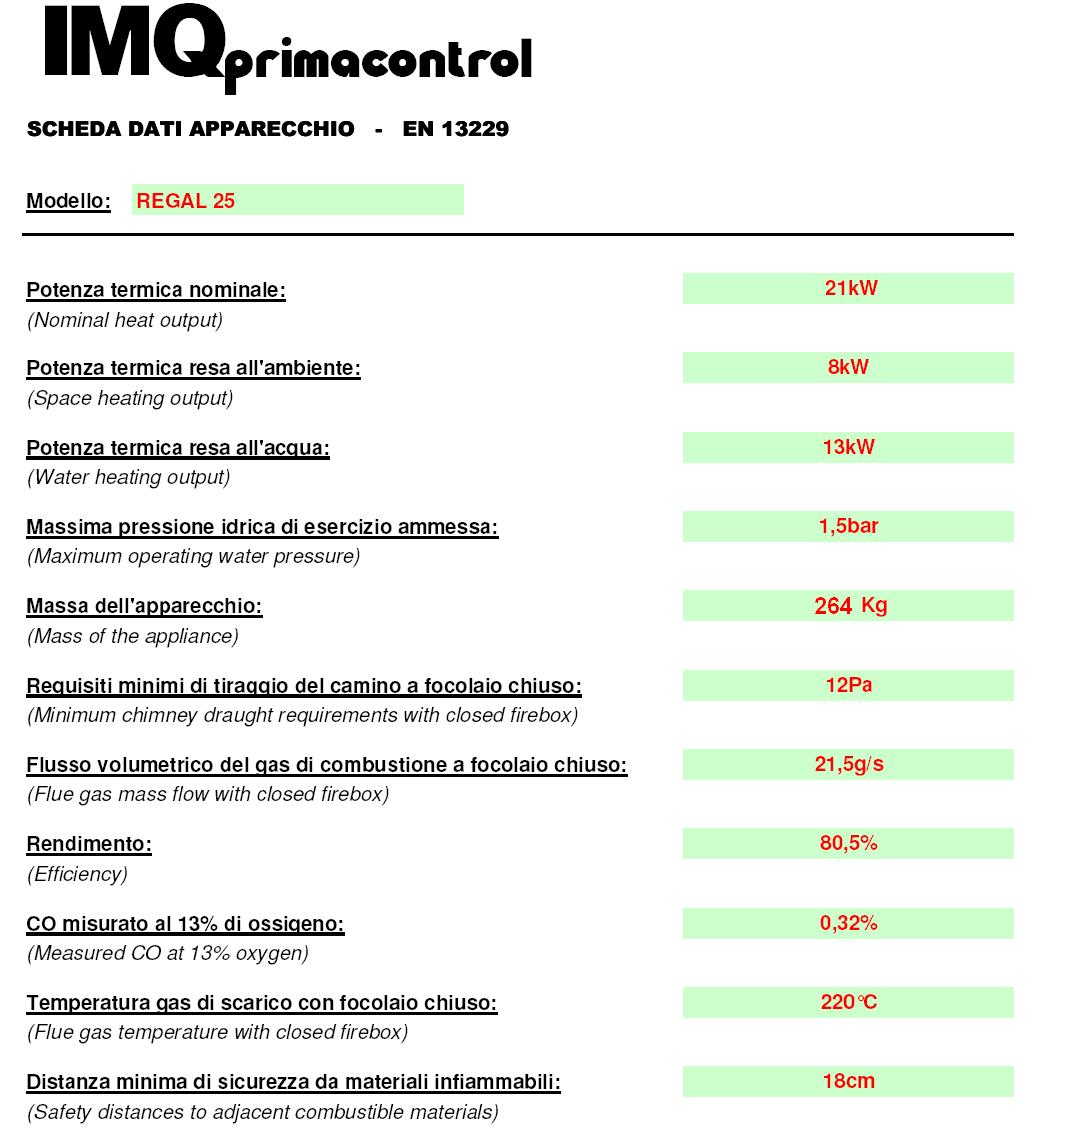 IMQprimacontrol
SCHEDA DATI APPARECCHIO - EN 13229
Modello: REGAL 25
Potenza termica nominale: 21kW
(Nominal heat output)
Potenza termica resa all'ambiente: 8kW
(Space heating output)
Potenza termica resa all'acqua: 13kW
(Water heating output)
Massima pressione idrica di esercizio ammessa: 1,5bar
(Maximum operating water pressure)
Massa dell'apparecchio: 264 Kg
(Mass of the appliance)
Requisiti minimi di tiraggio del camino a focolaio chiuso: 12Pa
(Minimum chimney draught requirements with closed firebox)
Flusso volumetrico del gas di combustione a focolaio chiuso: 21,5g/s
(Flue gas mass flow with closed firebox)
Rendimento: 80,5%
(Efficiency)
CO misurato al 13% di ossigeno: 0,32%
(Measured CO at 13% oxygen)
Temperatura gas di scarico con focolaio chiuso: 220°C
(Flue gas temperature with closed firebox)
Distanza minima di sicurezza da materiali infiammabili: 18cm
(Safety distances to adjacent combustible materials)